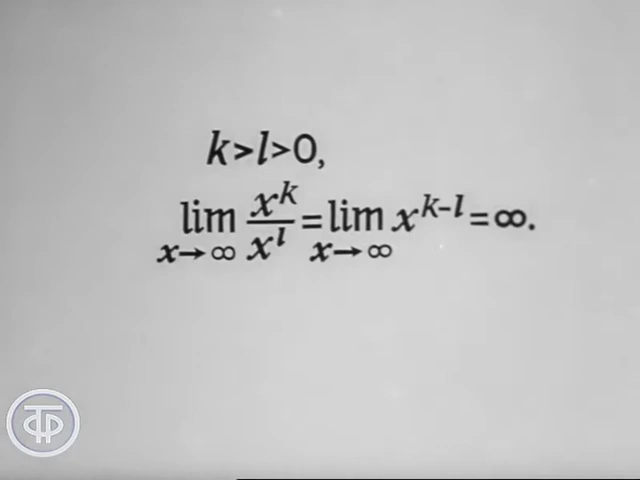 k>l>0,
lim x^k/x^l = lim x^{k-l} = ∞.
x→∞ x→∞